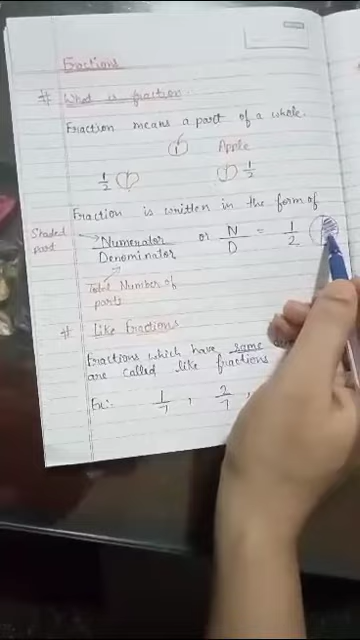 Fractions
# What is fraction.
Fraction means a part of a whole.
1 Apple
1/2 1/2
Fraction is written in the form of
Shaded part → Numerator / Denominator or N/D = 1/2
Total Number of parts
# Like Fractions
Fractions which have same
are called like fractions
Ex:- 1/7, 2/7,